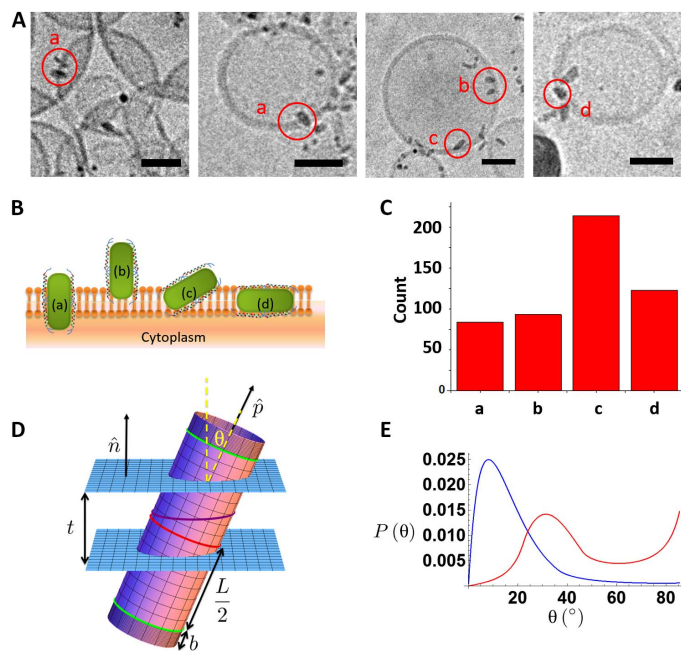 A
a
a
b
c
d
B
(a)
(b)
(c)
(d)
Cytoplasm
C
Count
200
150
100
50
0
a b c d
D
n̂
p̂
θ
t
L
2
b
E
P (θ)
0.025
0.020
0.015
0.010
0.005
20 40 60 80
θ (°)